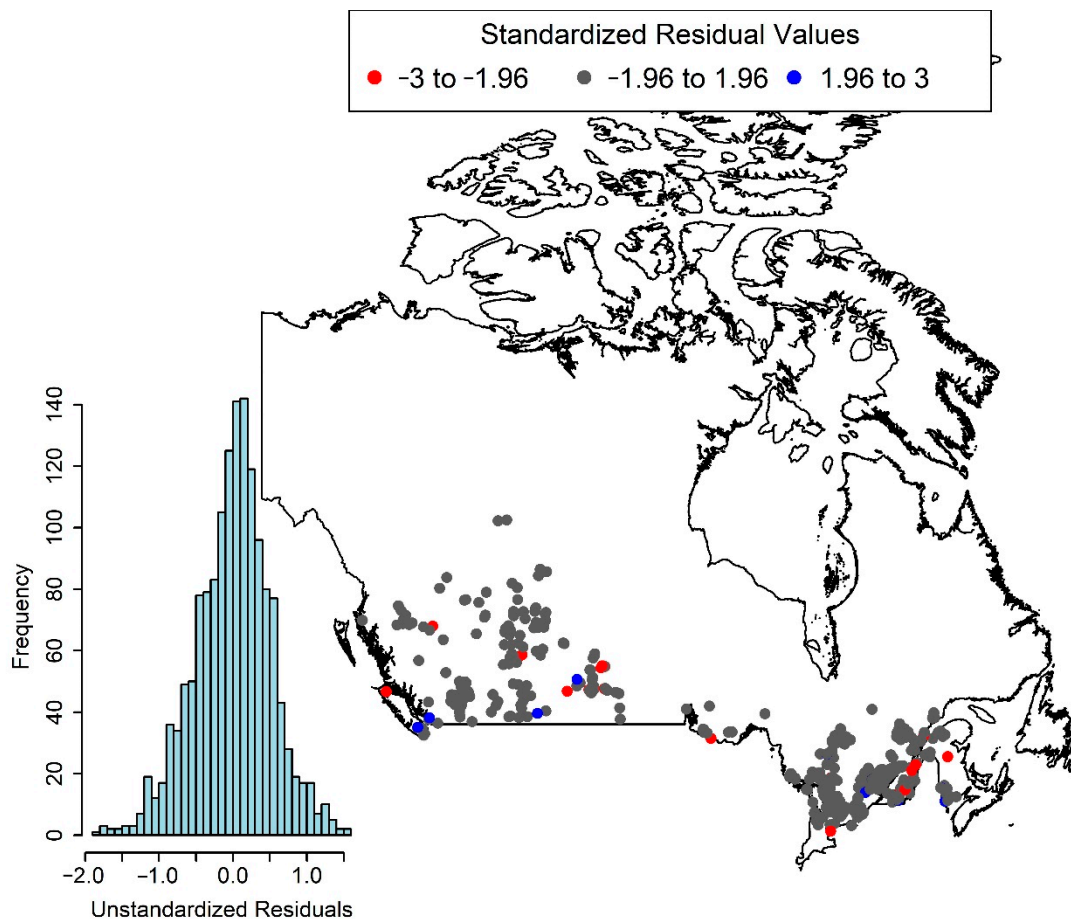 Standardized Residual Values
−3 to −1.96 −1.96 to 1.96 1.96 to 3
140
120
100
80
60
40
20
0
Frequency
−2.0 −1.0 0.0 1.0
Unstandardized Residuals